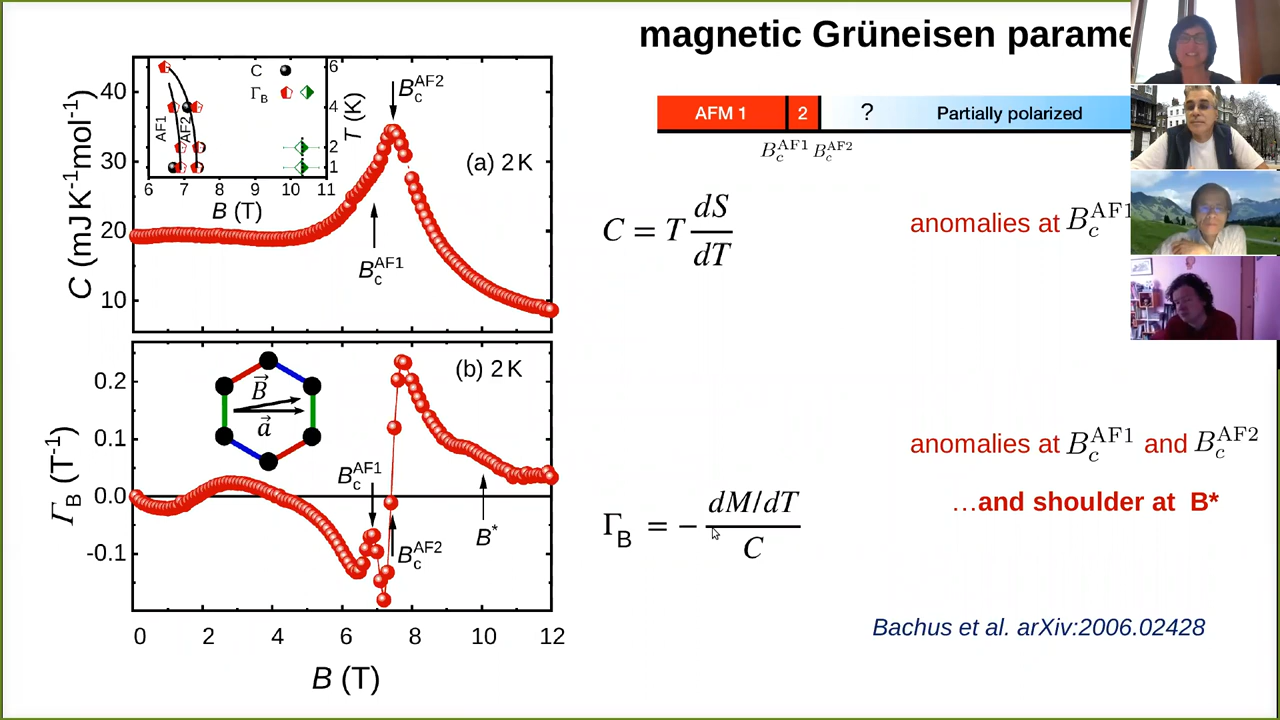 magnetic Grüneisen parame
AFM 1 2 ? Partially polarized
B_c^AF1 B_c^AF2
C = T dS/dT
anomalies at B_c^AF1
anomalies at B_c^AF1 and B_c^AF2
…and shoulder at B*
Γ_B = − dM/dT / C
Bachus et al. arXiv:2006.02428
C (mJK⁻¹mol⁻¹)
40
30
20
10
(a) 2 K
B_c^AF2
B_c^AF1
C
Γ_B
AF1
AF2
T (K)
6
4
2
1
6 7 8 9 10 11
B (T)
Γ_B (T⁻¹)
0.2
0.1
0.0
-0.1
(b) 2 K
B⃗
a⃗
B_c^AF1
B_c^AF2
B*
0 2 4 6 8 10 12
B (T)